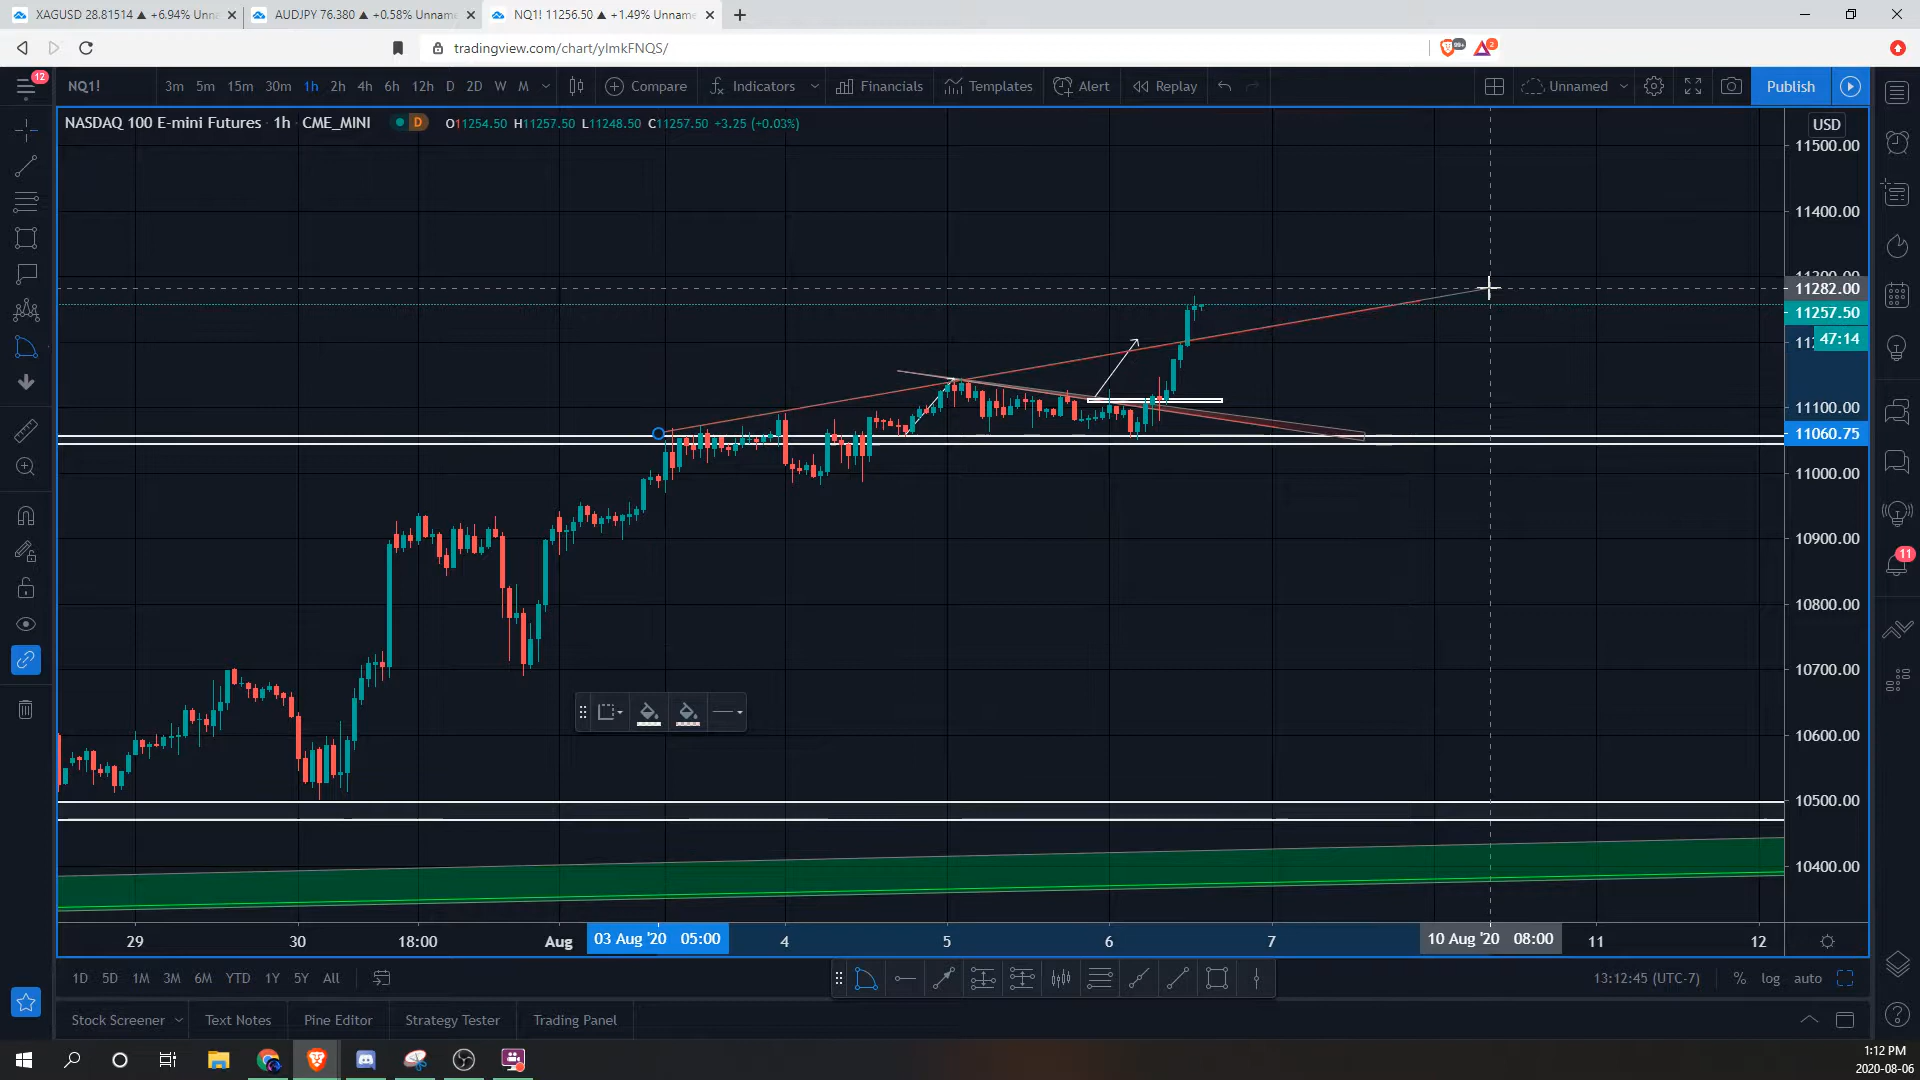 XAGUSD 28.81514 ▲ +6.94% Unna
AUDJPY 76.380 ▲ +0.58% Unname
NQ1! 11256.50 ▲ +1.49% Unname
tradingview.com/chart/ylmkFNQS/
99+
2
12
NQ1!
3m 5m 15m 30m 1h 2h 4h 6h 12h D 2D W M
Compare
Indicators
Financials
Templates
Alert
Replay
Unnamed
Publish
NASDAQ 100 E-mini Futures 1h CME_MINI
D
O11254.50 H11257.50 L11248.50 C11257.50 +3.25 (+0.03%)
USD
11500.00
11400.00
11300.00
11282.00
11257.50
47:14
11100.00
11060.75
11000.00
10900.00
10800.00
10700.00
10600.00
10500.00
10400.00
11
29 30 18:00 Aug 03 Aug '20 05:00 4 5 6 7 10 Aug '20 08:00 11 12
1D 5D 1M 3M 6M YTD 1Y 5Y All
13:12:45 (UTC-7)
% log auto
Stock Screener
Text Notes
Pine Editor
Strategy Tester
Trading Panel
1:12 PM
2020-08-06